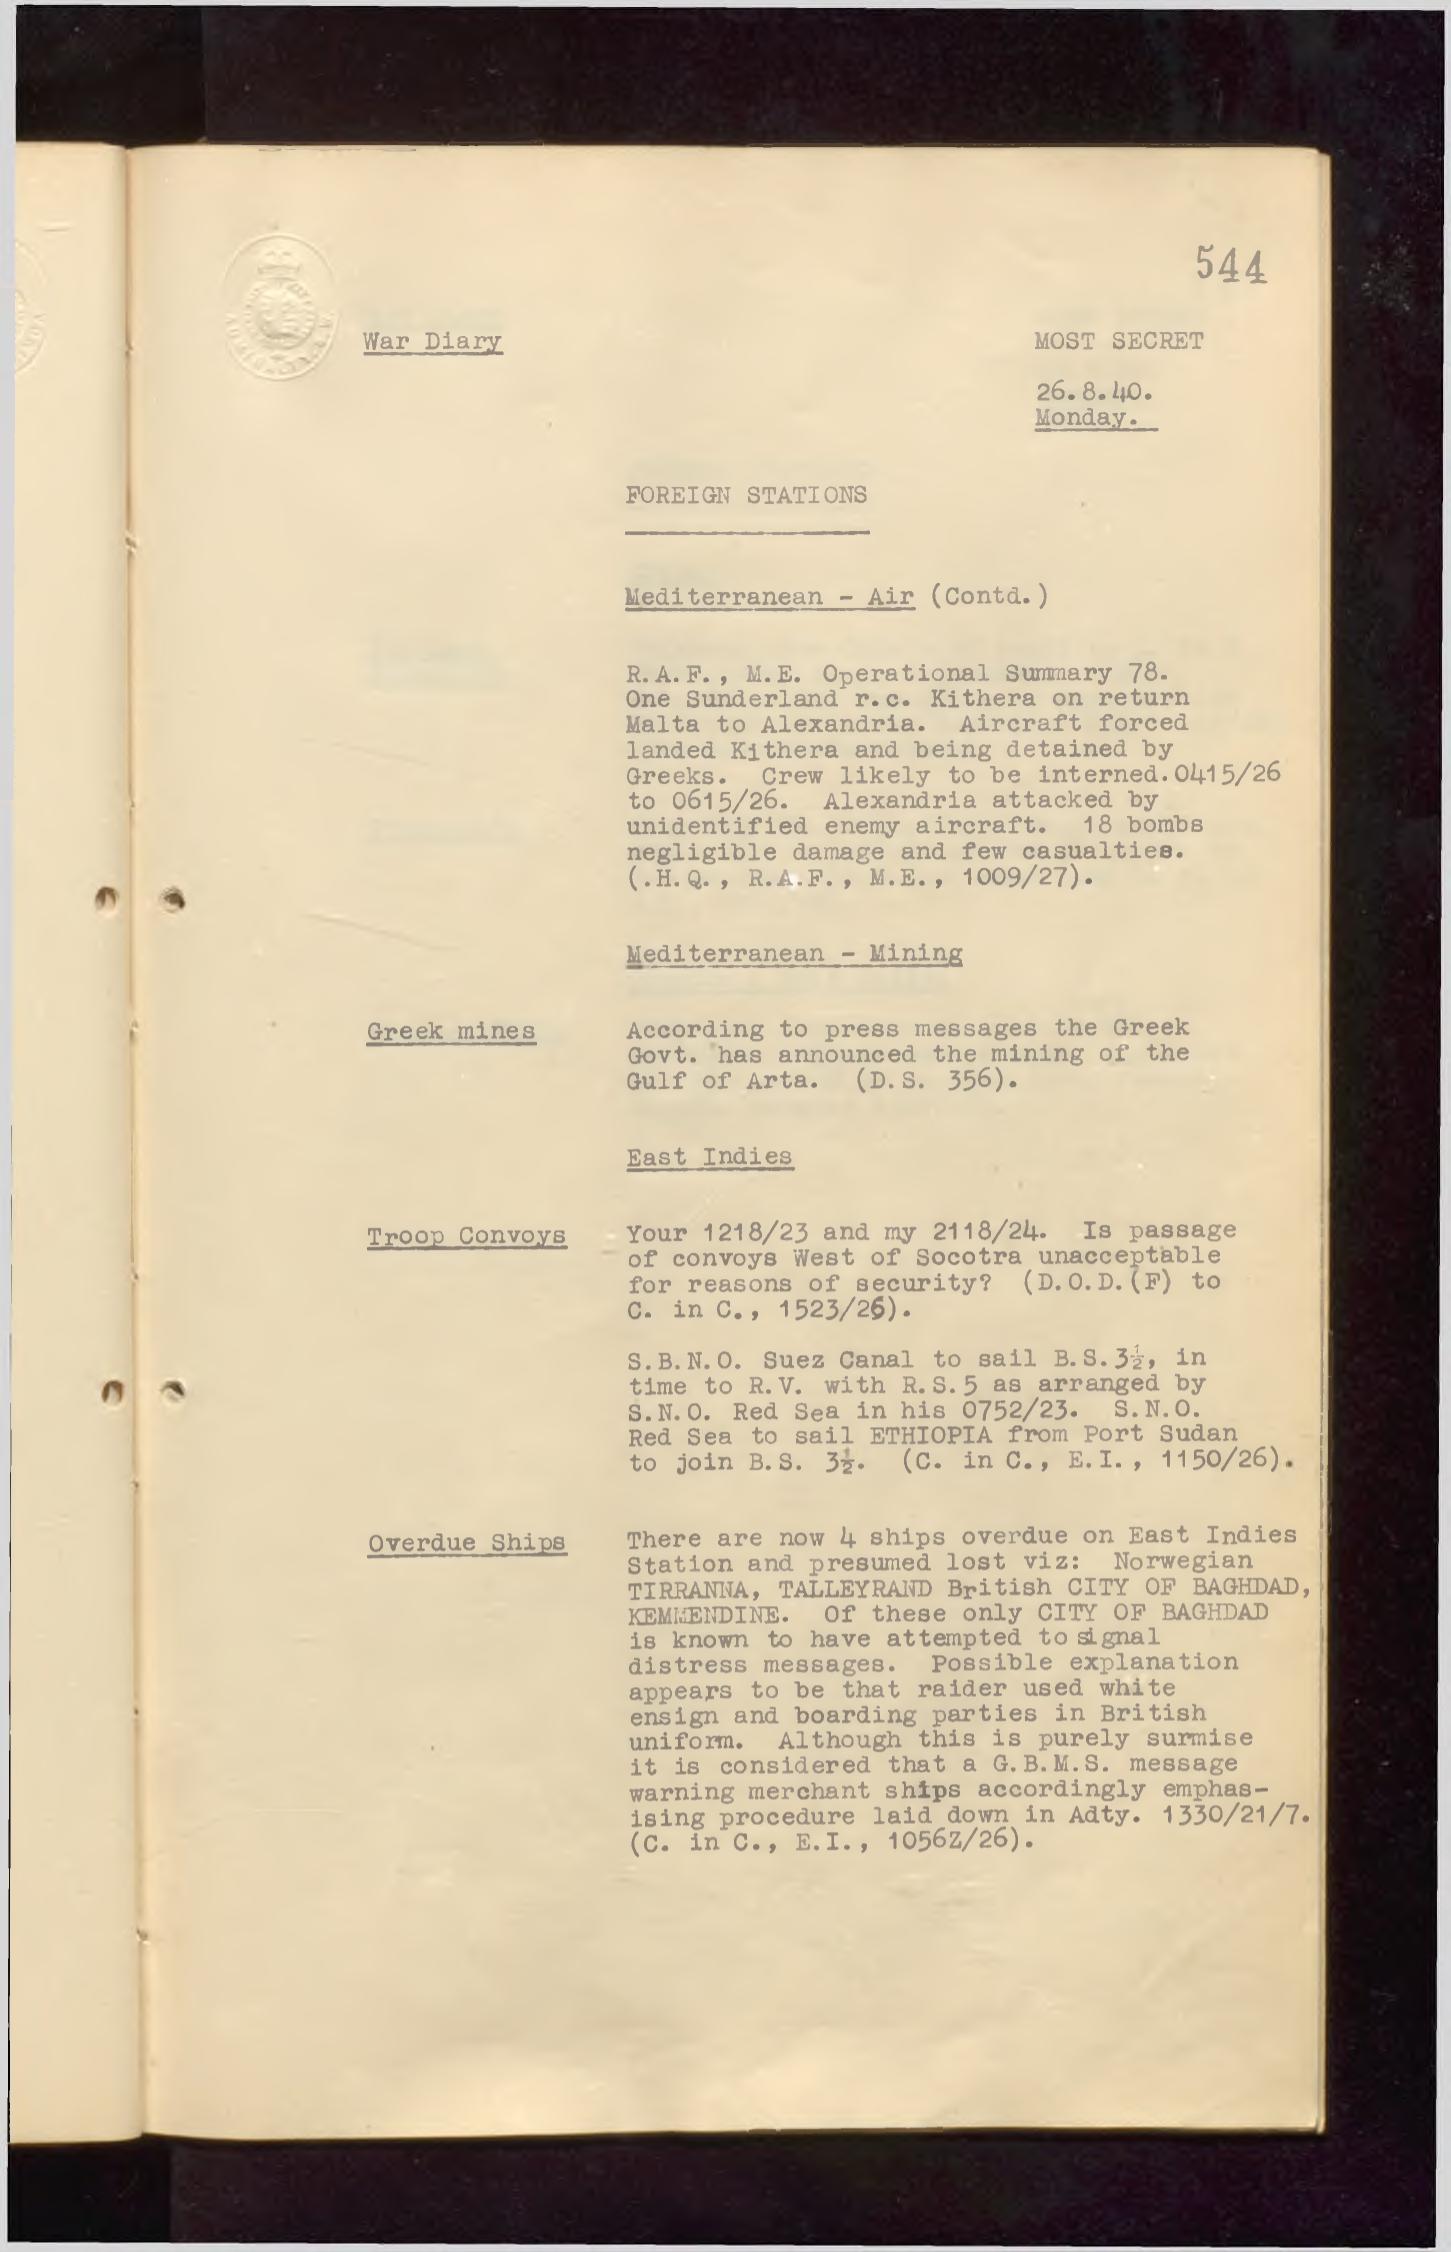 544
War Diary
MOST SECRET
26.8.40.
Monday.
FOREIGN STATIONS
Mediterranean - Air (Contd.)
R.A.F., M.E. Operational Summary 78.
One Sunderland r.c. Kithera on return
Malta to Alexandria. Aircraft forced
landed Kithera and being detained by
Greeks. Crew likely to be interned.0415/26
to 0615/26. Alexandria attacked by
unidentified enemy aircraft. 18 bombs
negligible damage and few casualties.
(.H.Q., R.A.F., M.E., 1009/27).
Mediterranean - Mining
Greek mines
According to press messages the Greek
Govt. has announced the mining of the
Gulf of Arta. (D.S. 356).
East Indies
Troop Convoys
Your 1218/23 and my 2118/24. Is passage
of convoys West of Socotra unacceptable
for reasons of security? (D.O.D.(F) to
C. in C., 1523/26).
S.B.N.O. Suez Canal to sail B.S.3½, in
time to R.V. with R.S.5 as arranged by
S.N.O. Red Sea in his 0752/23. S.N.O.
Red Sea to sail ETHIOPIA from Port Sudan
to join B.S. 3½. (C. in C., E.I., 1150/26).
Overdue Ships
There are now 4 ships overdue on East Indies
Station and presumed lost viz: Norwegian
TIRRANNA, TALLEYRAND British CITY OF BAGHDAD,
KEMMENDINE. Of these only CITY OF BAGHDAD
is known to have attempted to signal
distress messages. Possible explanation
appears to be that raider used white
ensign and boarding parties in British
uniform. Although this is purely surmise
it is considered that a G.B.M.S. message
warning merchant ships accordingly emphas-
ising procedure laid down in Adty. 1330/21/7.
(C. in C., E.I., 1056Z/26).